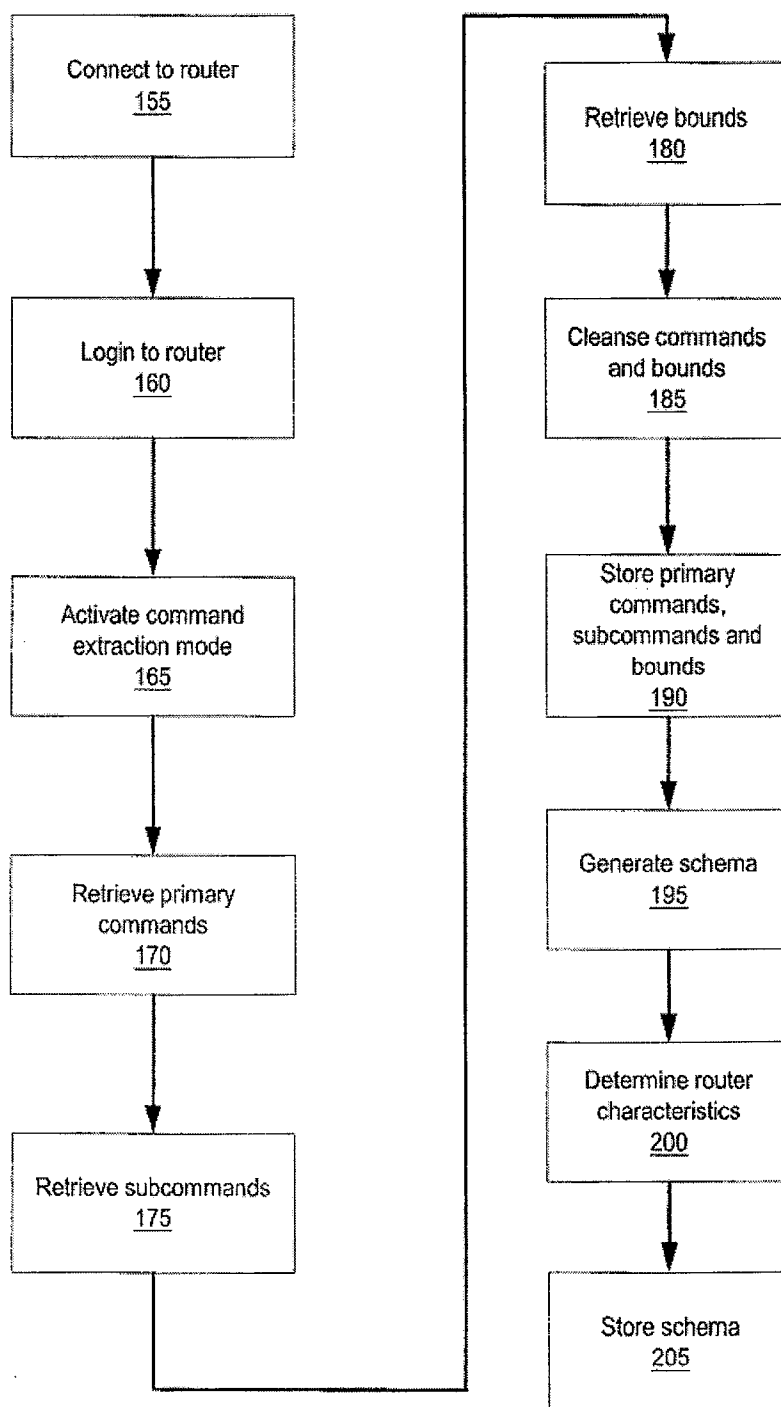 Connect to router
155
Login to router
160
Activate command
extraction mode
165
Retrieve primary
commands
170
Retrieve subcommands
175
Retrieve bounds
180
Cleanse commands
and bounds
185
Store primary
commands,
subcommands and
bounds
190
Generate schema
195
Determine router
characteristics
200
Store schema
205